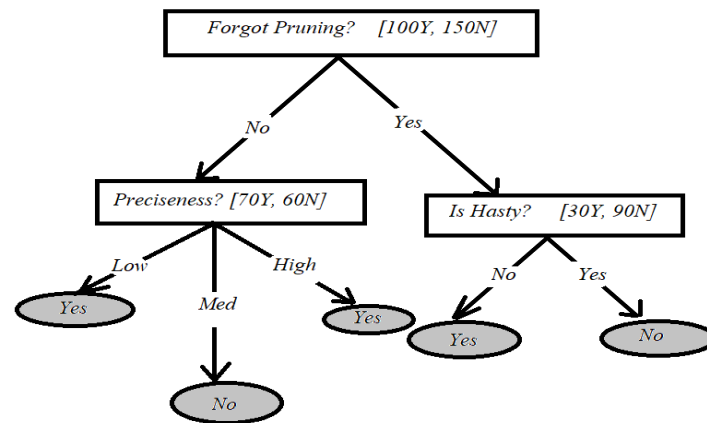 Forgot Pruning? [100Y, 150N]
No
Yes
Preciseness? [70Y, 60N]
Is Hasty? [30Y, 90N]
Low
High
Med
No
Yes
Yes
Yes
Yes
No
No